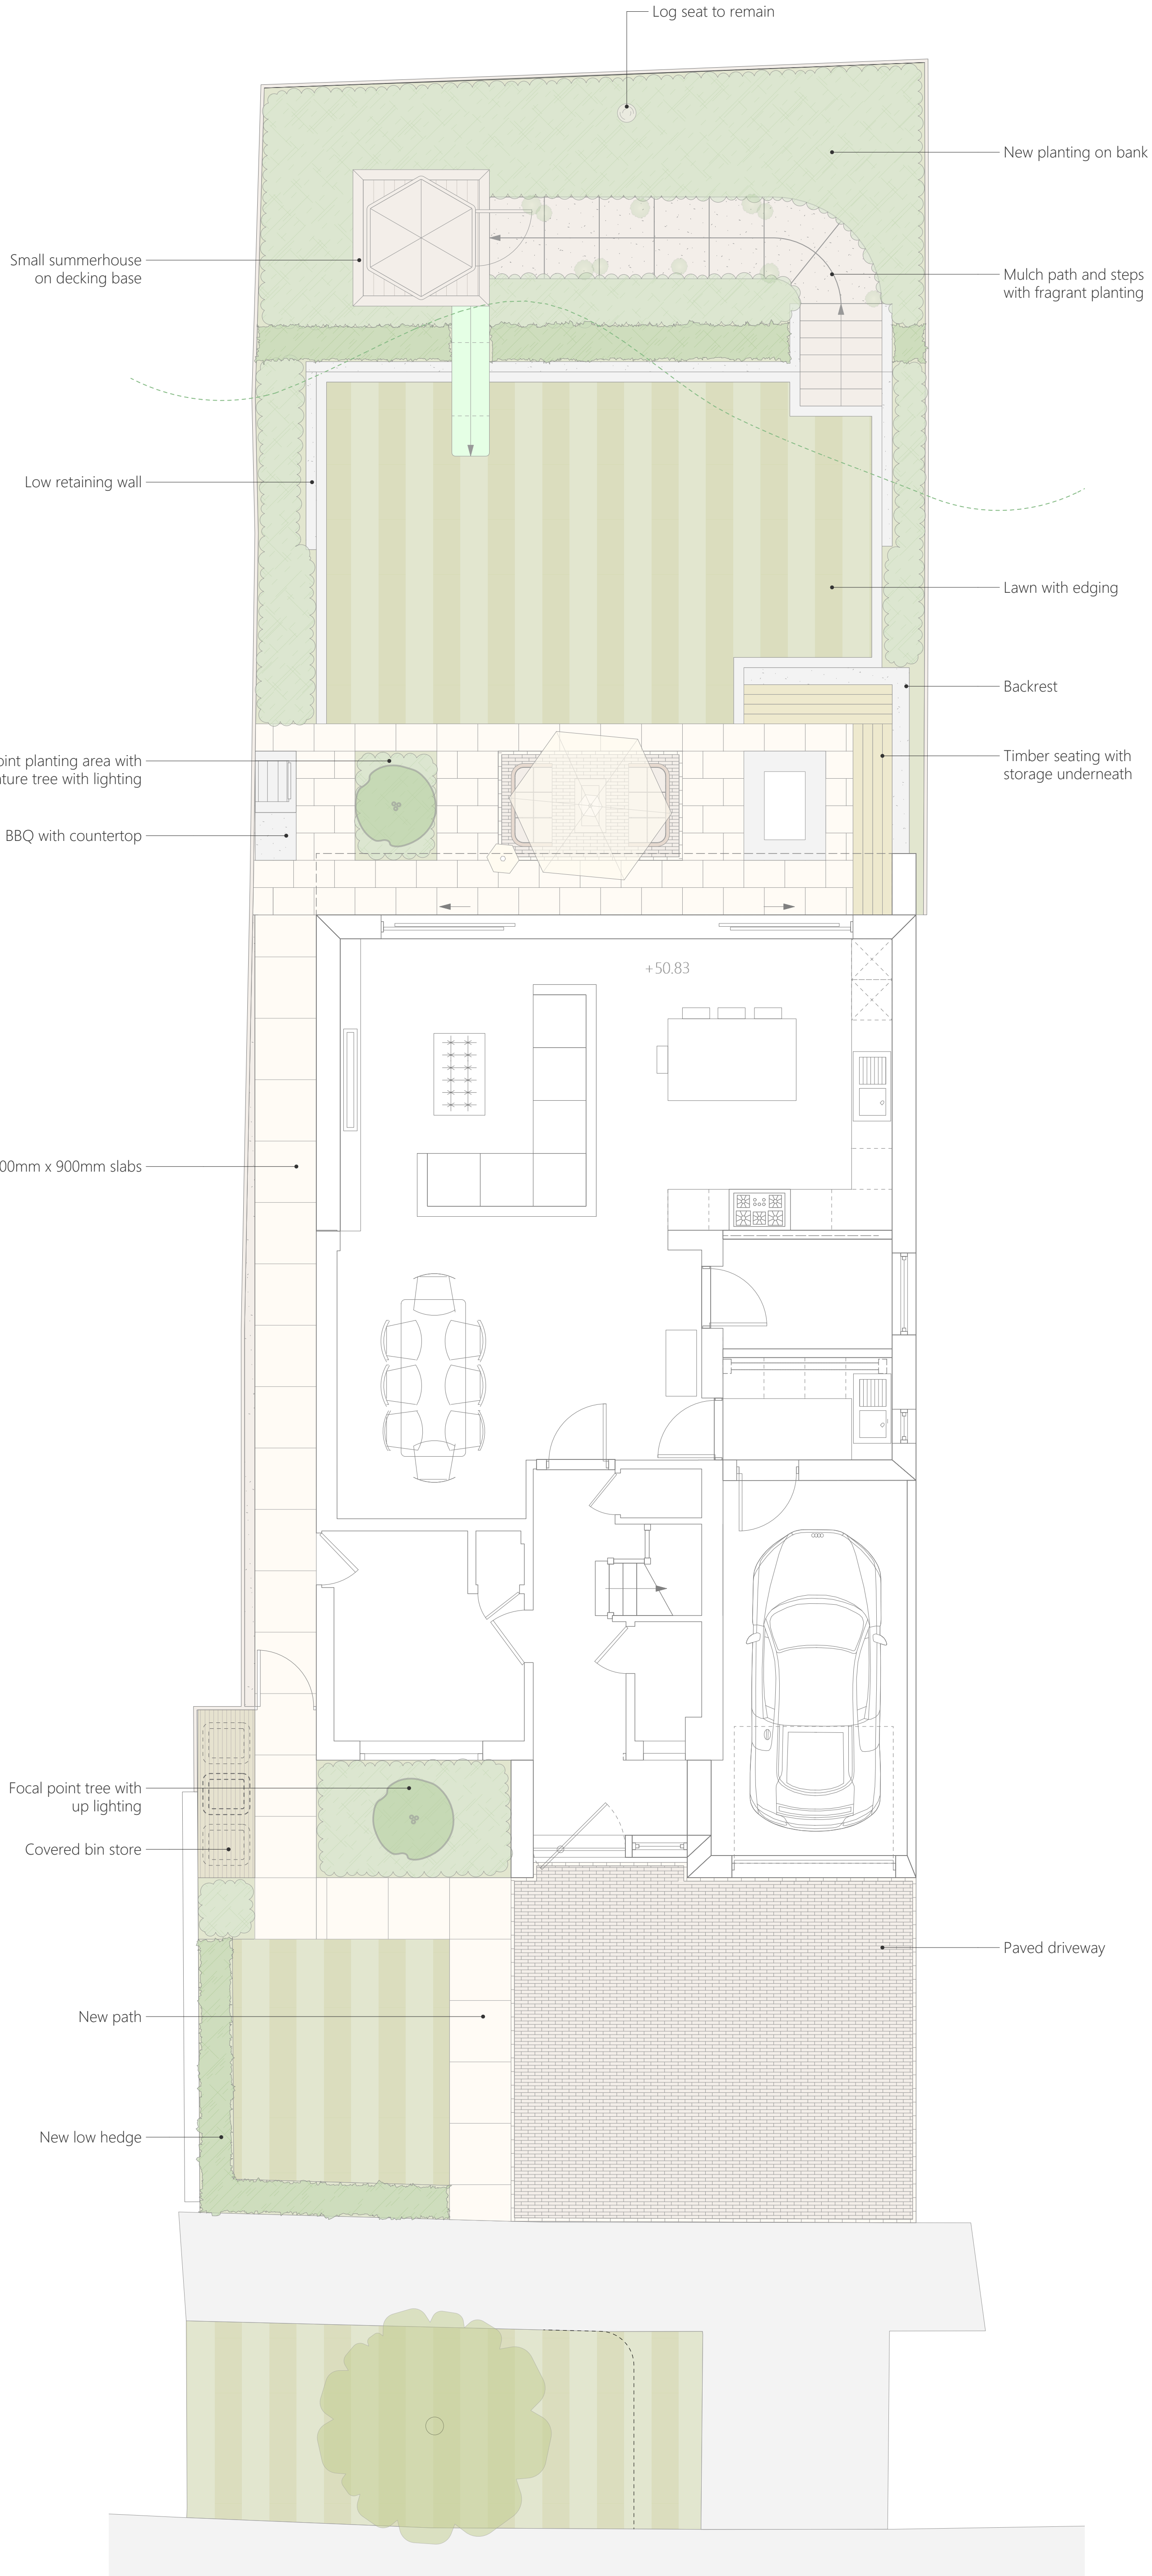 Log seat to remain
New planting on bank
Small summerhouse
on decking base
Mulch path and steps
with fragrant planting
Low retaining wall
Lawn with edging
Backrest
planting area with
tree with lighting
Timber seating with
storage underneath
BBQ with countertop
+50.83
x 900mm slabs
Focal point tree with
up lighting
Covered bin store
Paved driveway
New path
New low hedge